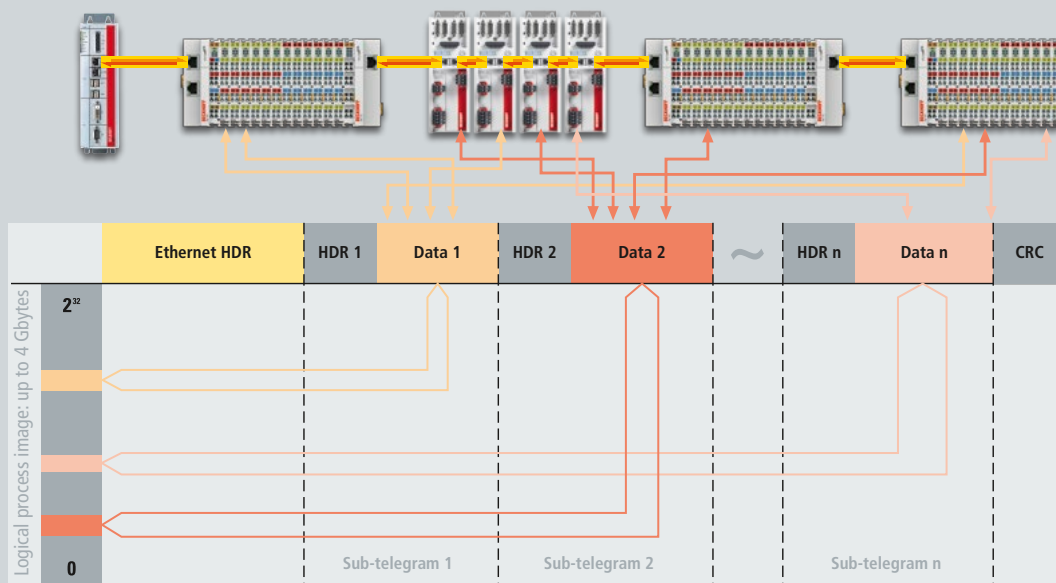 Ethernet HDR
HDR 1
Data 1
HDR 2
Data 2
~
HDR n
Data n
CRC
Logical process image: up to 4 Gbytes
2³²
0
Sub-telegram 1
Sub-telegram 2
Sub-telegram n